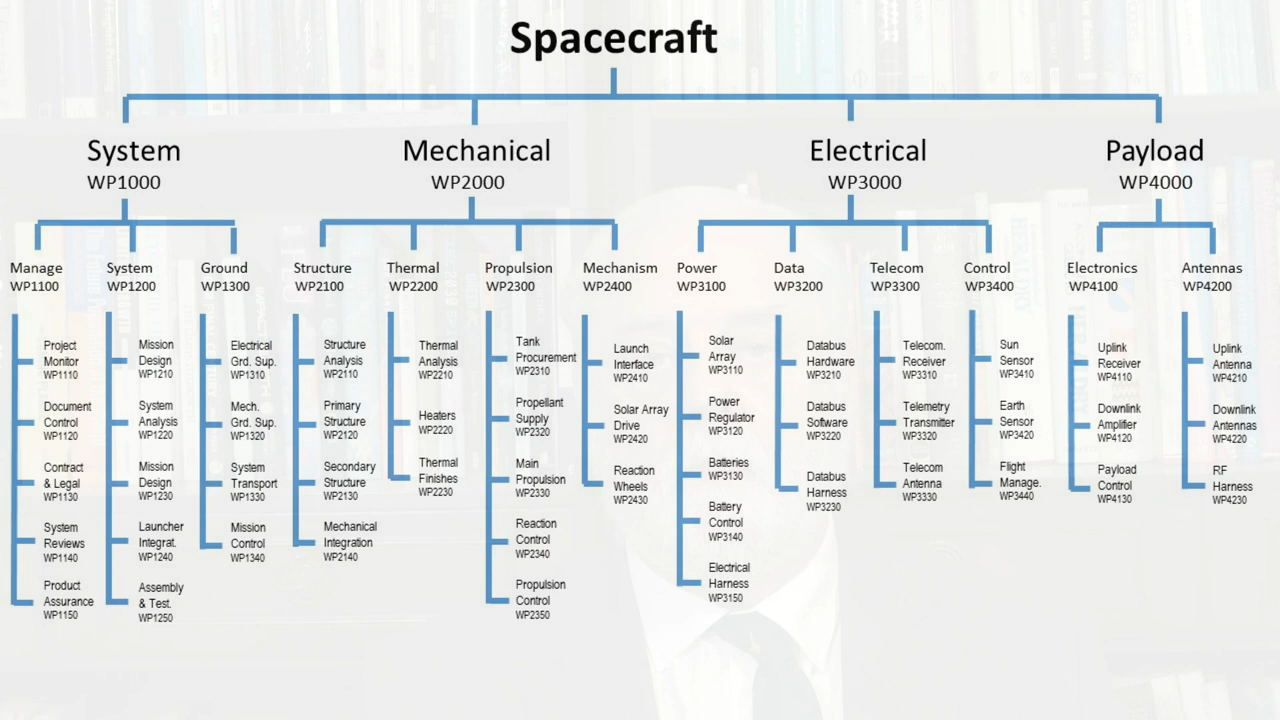 Spacecraft
System
WP1000
Mechanical
WP2000
Electrical
WP3000
Payload
WP4000
Manage
WP1100
System
WP1200
Ground
WP1300
Structure
WP2100
Thermal
WP2200
Propulsion
WP2300
Mechanism
WP2400
Power
WP3100
Data
WP3200
Telecom
WP3300
Control
WP3400
Electronics
WP4100
Antennas
WP4200
Project
Monitor
WP1110
Document
Control
WP1120
Contract
& Legal
WP1130
System
Reviews
WP1140
Product
Assurance
WP1150
Mission
Design
WP1210
System
Analysis
WP1220
Mission
Design
WP1230
Launcher
Integrat.
WP1240
Assembly
& Test.
WP1250
Electrical
Grd. Sup.
WP1310
Mech.
Grd. Sup.
WP1320
System
Transport
WP1330
Mission
Control
WP1340
Structure
Analysis
WP2110
Primary
Structure
WP2120
Secondary
Structure
WP2130
Mechanical
Integration
WP2140
Thermal
Analysis
WP2210
Heaters
WP2220
Thermal
Finishes
WP2230
Tank
Procurement
WP2310
Propellant
Supply
WP2320
Main
Propulsion
WP2330
Reaction
Control
WP2340
Propulsion
Control
WP2350
Launch
Interface
WP2410
Solar Array
Drive
WP2420
Reaction
Wheels
WP2430
Solar
Array
WP3110
Power
Regulator
WP3120
Batteries
WP3130
Battery
Control
WP3140
Electrical
Harness
WP3150
Databus
Hardware
WP3210
Databus
Software
WP3220
Databus
Harness
WP3230
Telecom.
Receiver
WP3310
Telemetry
Transmitter
WP3320
Telecom
Antenna
WP3330
Sun
Sensor
WP3410
Earth
Sensor
WP3420
Flight
Manage.
WP3440
Uplink
Receiver
WP4110
Downlink
Amplifier
WP4120
Payload
Control
WP4130
Uplink
Antenna
WP4210
Downlink
Antennas
WP4220
RF
Harness
WP4230